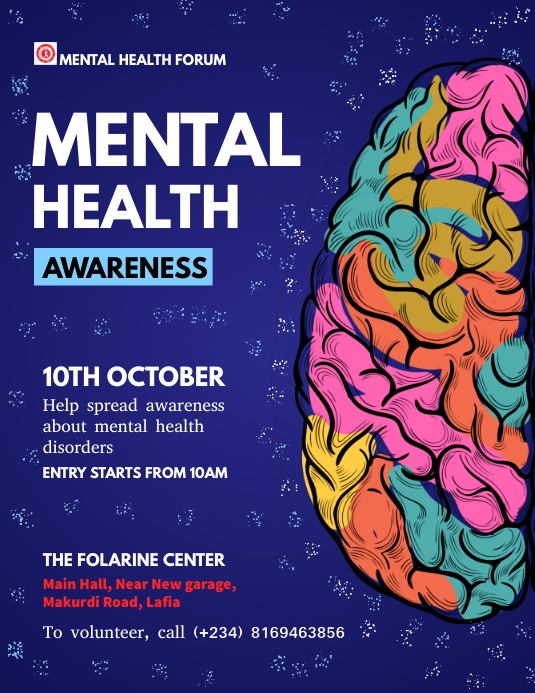 MENTAL HEALTH FORUM
MENTAL
HEALTH
AWARENESS
10TH OCTOBER
Help spread awareness
about mental health
disorders
ENTRY STARTS FROM 10AM
THE FOLARINE CENTER
Main Hall, Near New garage,
Makurdi Road, Lafia
To volunteer, call (+234) 8169463856